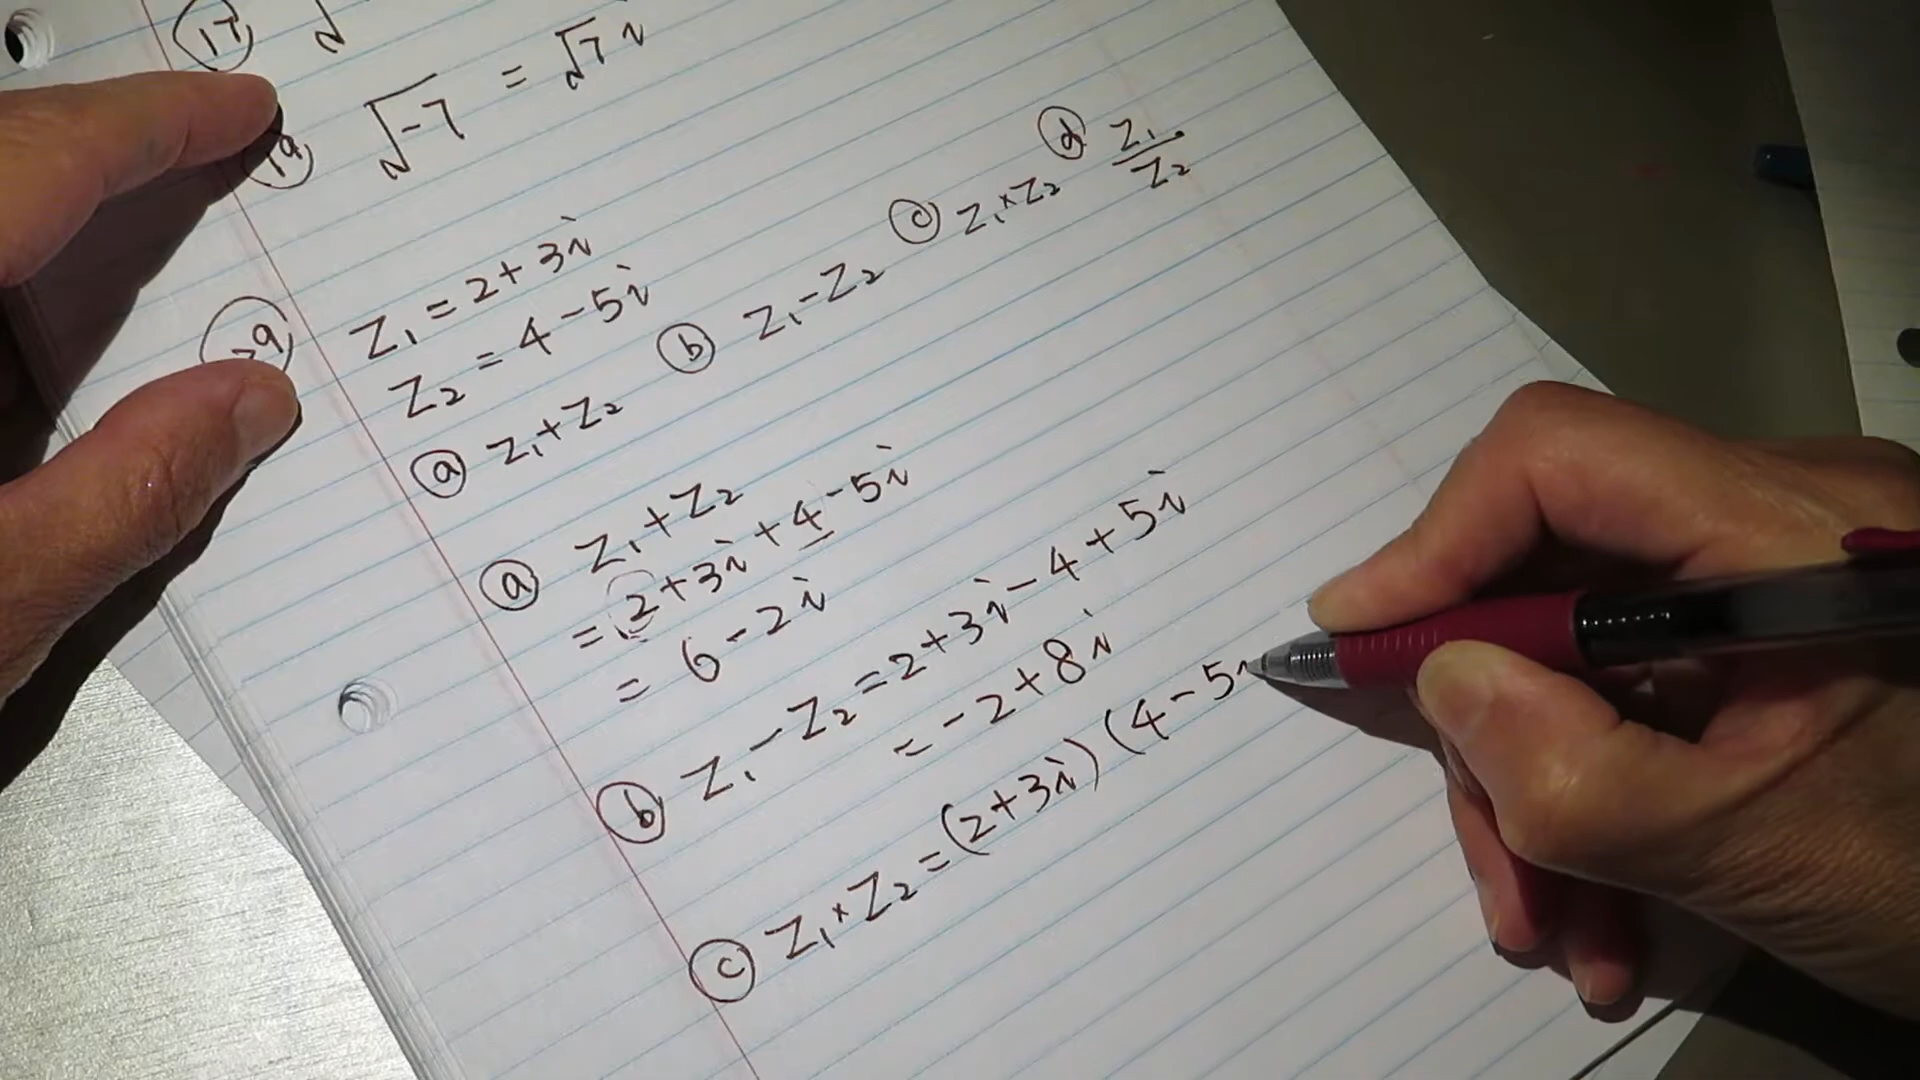 ⑰ √
⑲ √-7 = √7 i
29 Z₁ = 2 + 3i
Z₂ = 4 - 5i
ⓐ Z₁ + Z₂ ⓑ Z₁ - Z₂ ⓒ Z₁ × Z₂ ⓓ Z₁/Z₂
ⓐ Z₁ + Z₂
= 2 + 3i + 4 - 5i
= 6 - 2i
ⓑ Z₁ - Z₂ = 2 + 3i - 4 + 5i
= -2 + 8i
ⓒ Z₁ × Z₂ = (2 + 3i) (4 - 5i